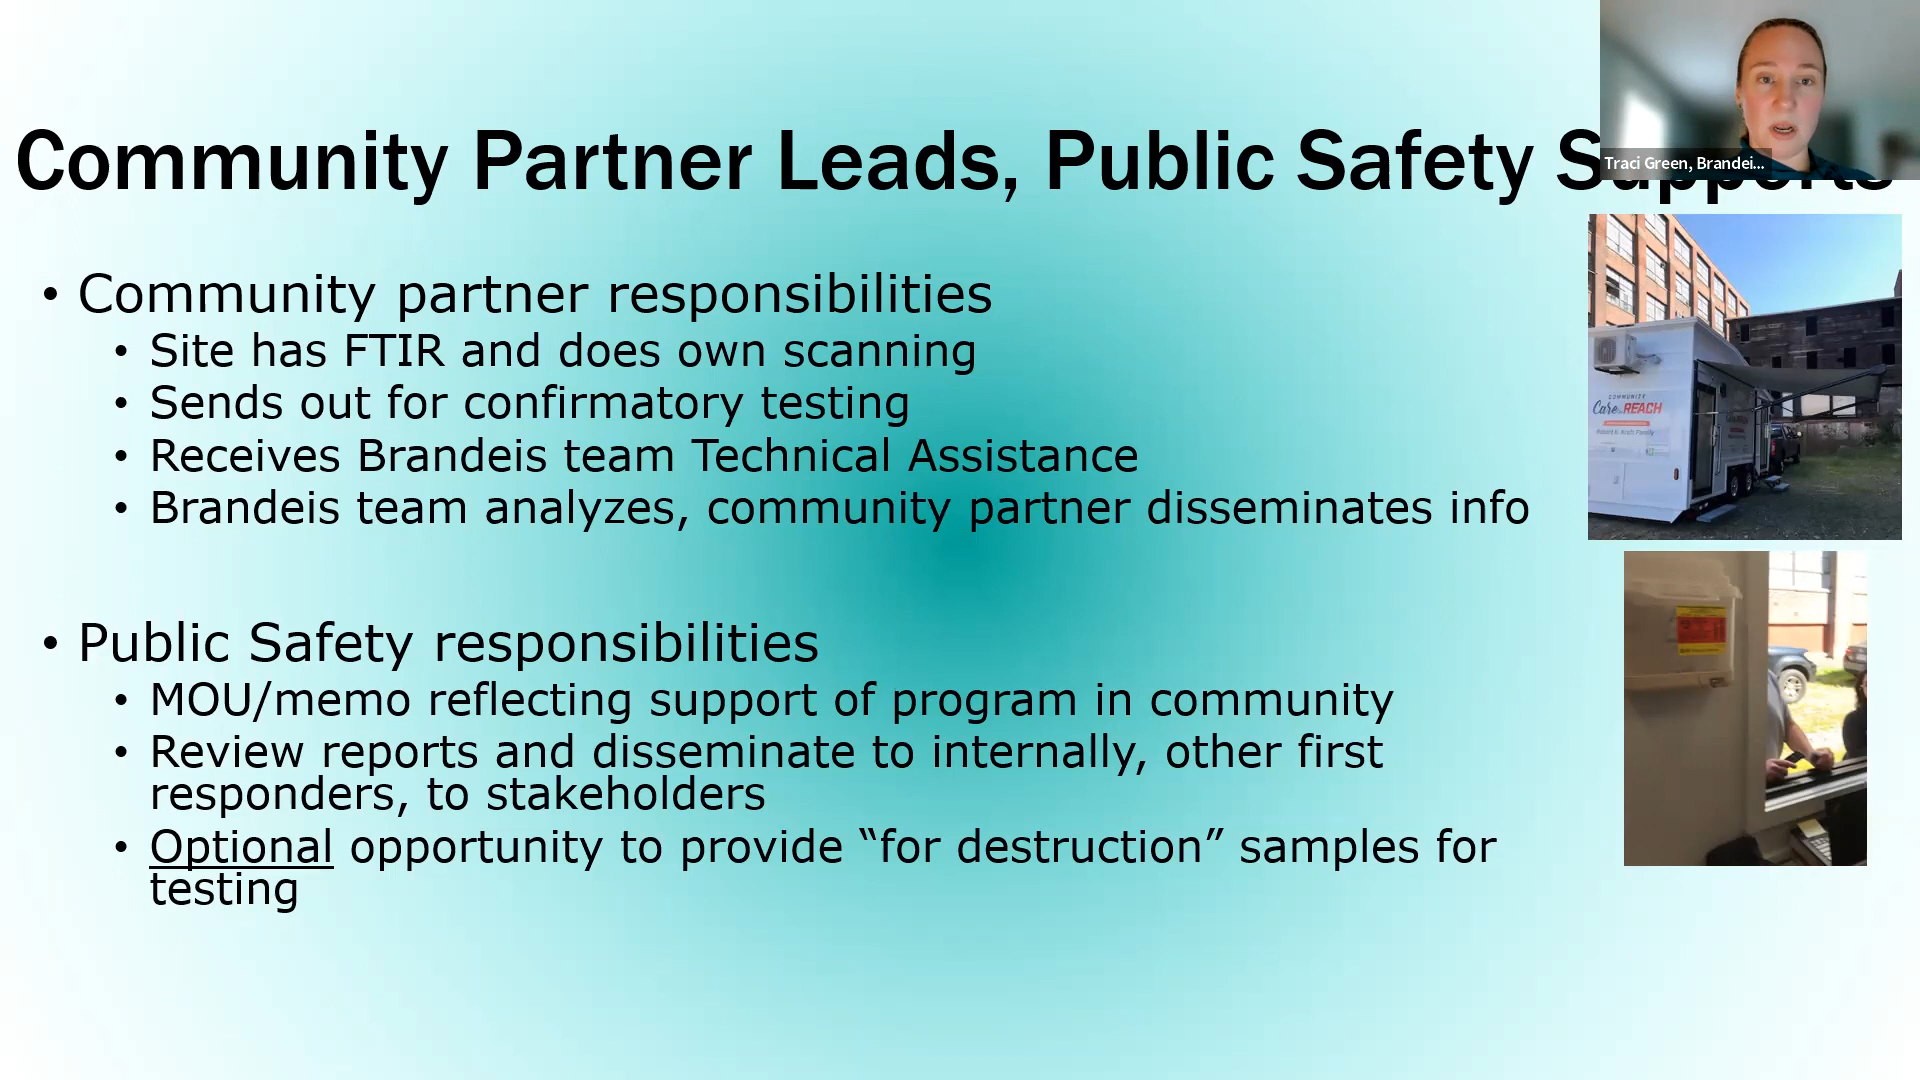 Community Partner Leads, Public Safety Supports
Traci Green, Brandei...
• Community partner responsibilities
• Site has FTIR and does own scanning
• Sends out for confirmatory testing
• Receives Brandeis team Technical Assistance
• Brandeis team analyzes, community partner disseminates info
COMMUNITY
Care REACH
• Public Safety responsibilities
• MOU/memo reflecting support of program in community
• Review reports and disseminate to internally, other first
responders, to stakeholders
• Optional opportunity to provide “for destruction” samples for
testing